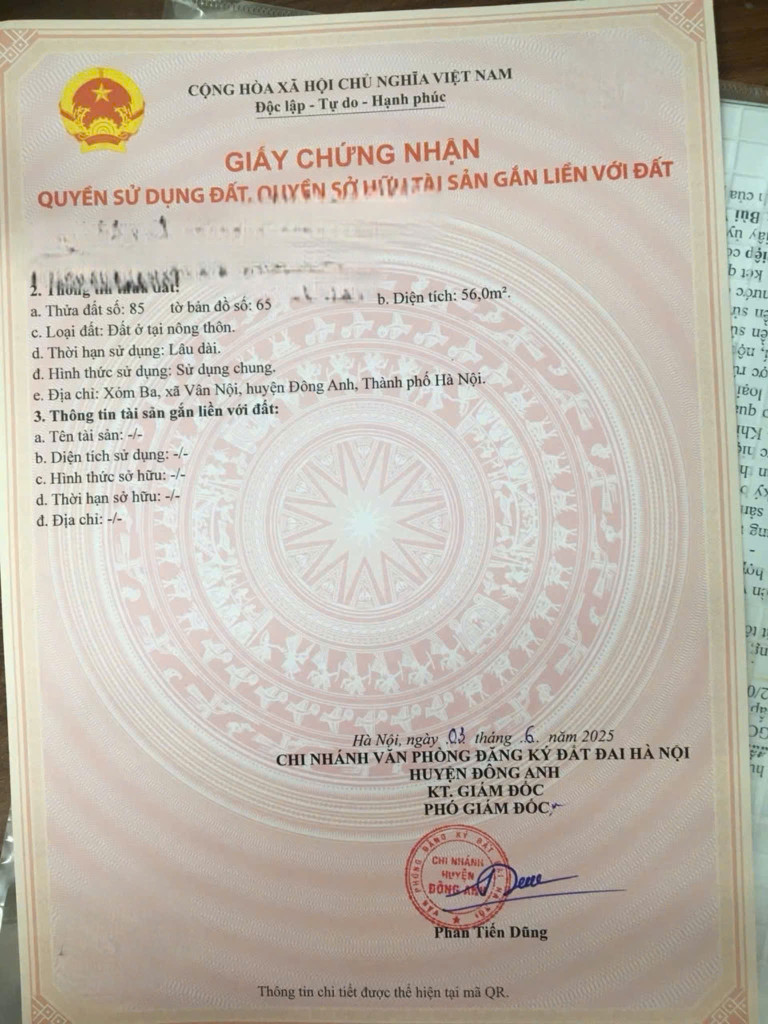 CỘNG HÒA XÃ HỘI CHỦ NGHĨA VIỆT NAM
Độc lập - Tự do - Hạnh phúc
GIẤY CHỨNG NHẬN
QUYỀN SỬ DỤNG ĐẤT, QUYỀN SỞ HỮU TÀI SẢN GẮN LIỀN VỚI ĐẤT
2. Thông tin
a. Thửa đất số: 85 tờ bản đồ số: 65 b. Diện tích: 56,0m².
c. Loại đất: Đất ở tại nông thôn.
d. Thời hạn sử dụng: Lâu dài.
đ. Hình thức sử dụng: Sử dụng chung.
e. Địa chỉ: Xóm Ba, xã Vân Nội, huyện Đông Anh, Thành phố Hà Nội.
3. Thông tin tài sản gắn liền với đất:
a. Tên tài sản: -/-
b. Diện tích sử dụng: -/-
c. Hình thức sở hữu: -/-
d. Thời hạn sở hữu: -/-
đ. Địa chỉ: -/-
Hà Nội, ngày 03 tháng 6 năm 2025
CHI NHÁNH VĂN PHÒNG ĐĂNG KÝ ĐẤT ĐAI HÀ NỘI
HUYỆN ĐÔNG ANH
KT. GIÁM ĐỐC
PHÓ GIÁM ĐỐC
CHI NHÁNH
HUYỆN
ĐÔNG ANH
Phan Tiến Dũng
Thông tin chi tiết được thể hiện tại mã QR.